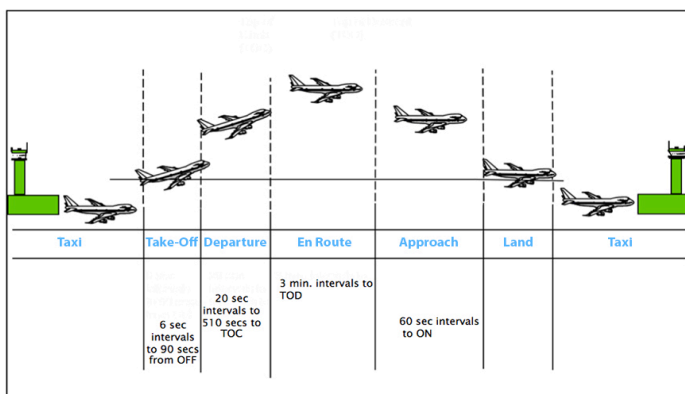 Taxi
Take-Off
Departure
En Route
Approach
Land
Taxi
6 sec
intervals
to 90 secs
from OFF
20 sec
intervals to
510 secs to
TOC
3 min. intervals to
TOD
60 sec intervals
to ON